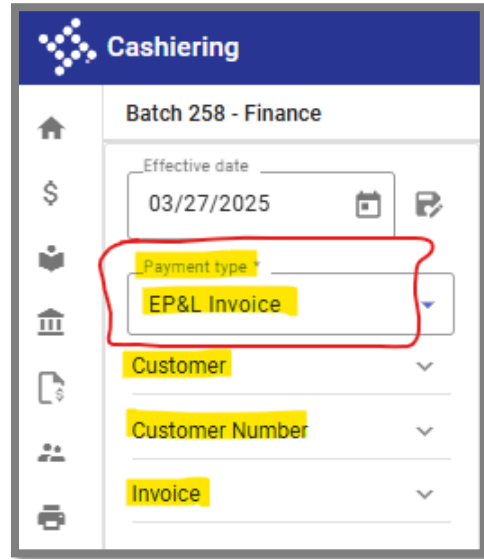 Cashiering
Batch 258 - Finance
Effective date
03/27/2025
$
Payment type *
EP&L Invoice
Customer
$
Customer Number
Invoice